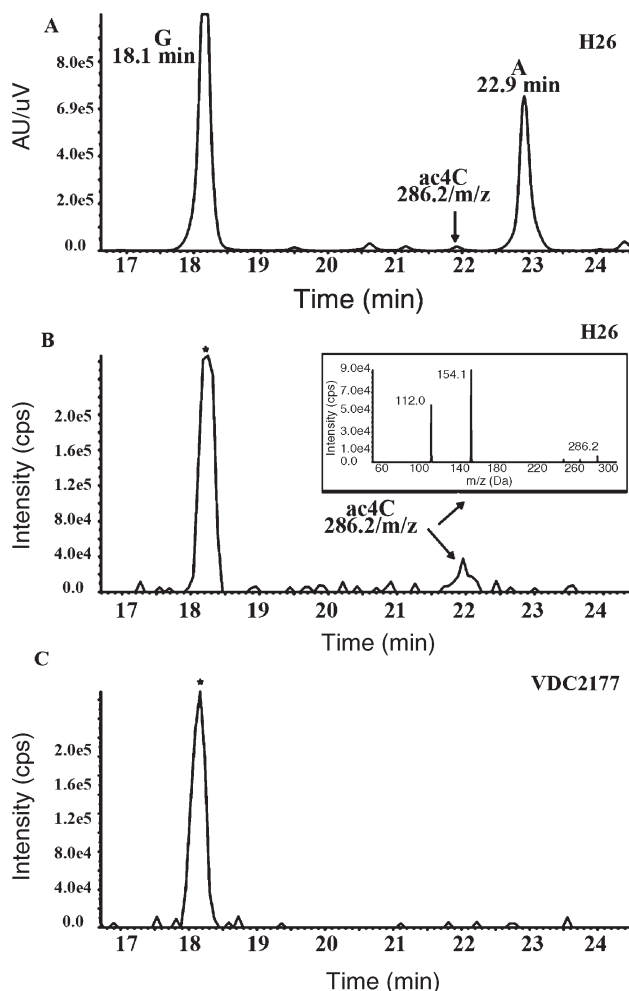 A
H26
G
18.1 min
A
22.9 min
ac4C
286.2/m/z
AU/uV
8.0e5
6.9e5
4.0e5
2.0e5
0.0
17 18 19 20 21 22 23 24
Time (min)
B
H26
*
Intensity (cps)
2.0e5
1.6e5
1.2e5
8.0e4
4.0e4
0.0
Intensity (cps)
9.0e4
7.0e4
5.0e4
3.0e4
1.0e4
0.0
154.1
112.0
286.2
60 100 140 180 220 260 300
m/z (Da)
ac4C
286.2/m/z
17 18 19 20 21 22 23 24
Time (min)
C
VDC2177
*
Intensity (cps)
2.0e5
1.6e5
1.2e5
8.0e4
4.0e4
0.0
17 18 19 20 21 22 23 24
Time (min)